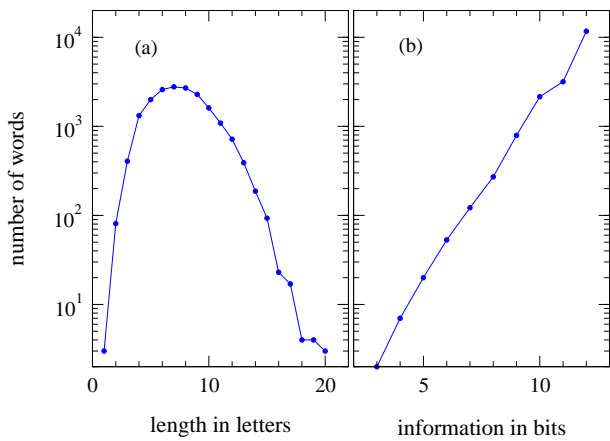 (a) (b)
10^4
10^3
10^2
10^1
number of words
0 10 20 5 10
length in letters information in bits